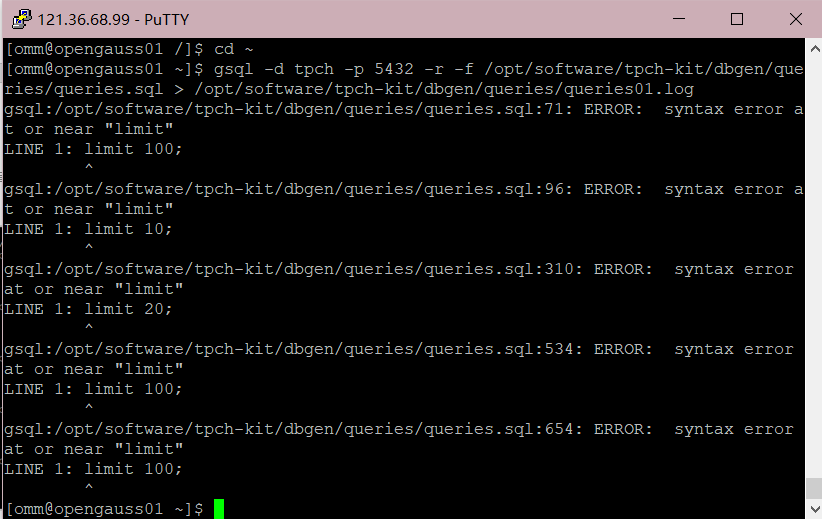 121.36.68.99 - PuTTY
[omm@opengauss01 /]$ cd ~
[omm@opengauss01 ~]$ gsql -d tpch -p 5432 -r -f /opt/software/tpch-kit/dbgen/que
ries/queries.sql > /opt/software/tpch-kit/dbgen/queries/queries01.log
gsql:/opt/software/tpch-kit/dbgen/queries/queries.sql:71: ERROR:  syntax error a
t or near "limit"
LINE 1: limit 100;
        ^
gsql:/opt/software/tpch-kit/dbgen/queries/queries.sql:96: ERROR:  syntax error a
t or near "limit"
LINE 1: limit 10;
        ^
gsql:/opt/software/tpch-kit/dbgen/queries/queries.sql:310: ERROR:  syntax error
at or near "limit"
LINE 1: limit 20;
        ^
gsql:/opt/software/tpch-kit/dbgen/queries/queries.sql:534: ERROR:  syntax error
at or near "limit"
LINE 1: limit 100;
        ^
gsql:/opt/software/tpch-kit/dbgen/queries/queries.sql:654: ERROR:  syntax error
at or near "limit"
LINE 1: limit 100;
        ^
[omm@opengauss01 ~]$